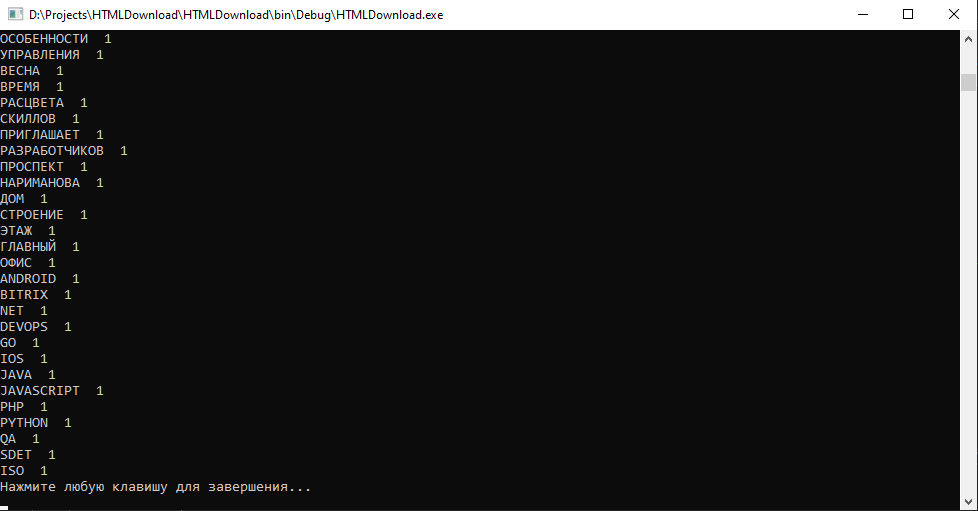 D:\Projects\HTMLDownload\HTMLDownload\bin\Debug\HTMLDownload.exe
ОСОБЕННОСТИ  1
УПРАВЛЕНИЯ  1
ВЕСНА  1
ВРЕМЯ  1
РАСЦВЕТА  1
СКИЛЛОВ  1
ПРИГЛАШАЕТ  1
РАЗРАБОТЧИКОВ  1
ПРОСПЕКТ  1
НАРИМАНОВА  1
ДОМ  1
СТРОЕНИЕ  1
ЭТАЖ  1
ГЛАВНЫЙ  1
ОФИС  1
ANDROID  1
BITRIX  1
NET  1
DEVOPS  1
GO  1
IOS  1
JAVA  1
JAVASCRIPT  1
PHP  1
PYTHON  1
QA  1
SDET  1
ISO  1
Нажмите любую клавишу для завершения...